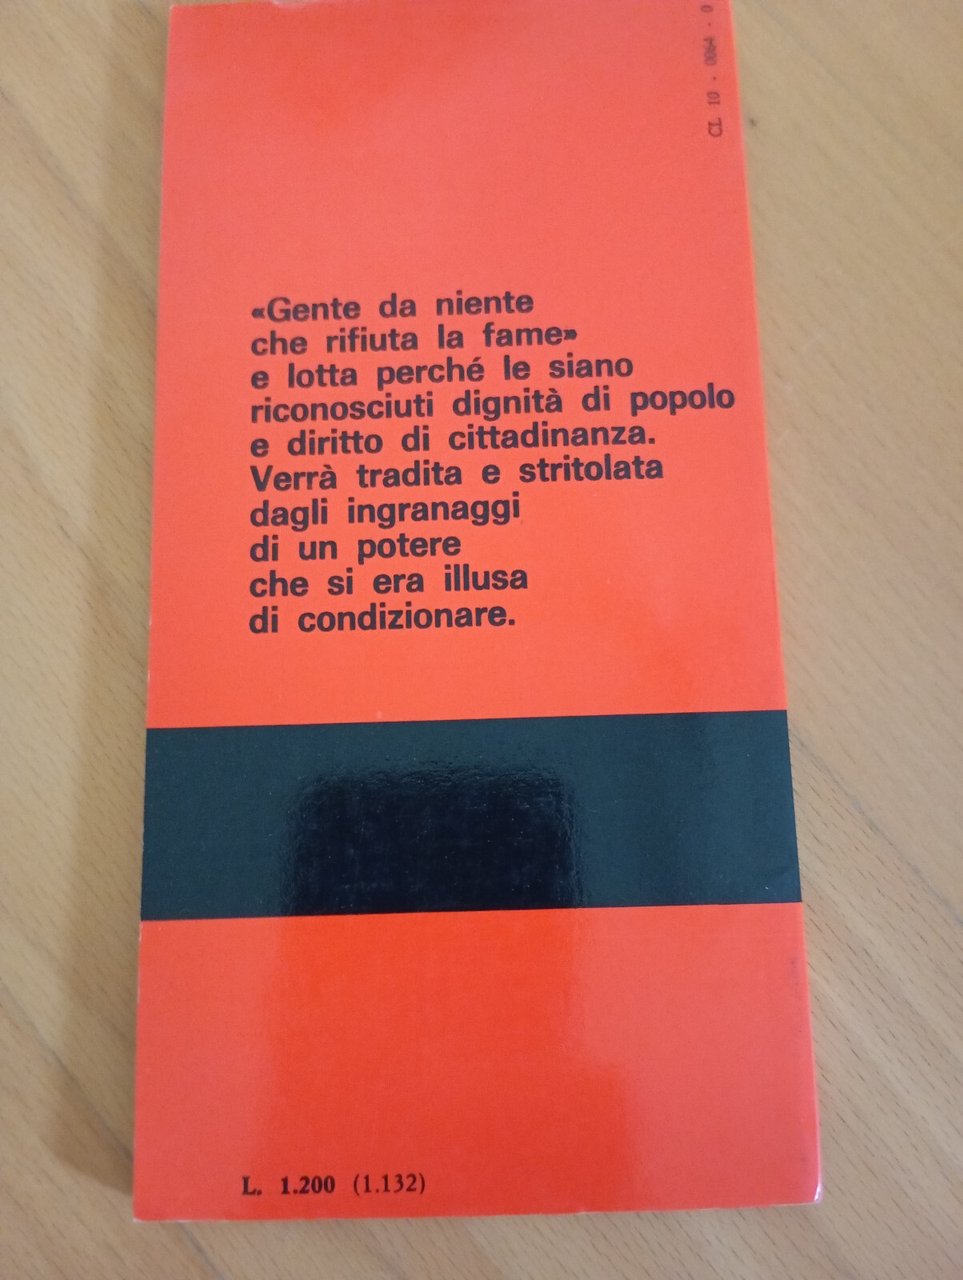 CL 10 · 0064 · 0
«Gente da niente
che rifiuta la fame»
e lotta perché le siano
riconosciuti dignità di popolo
e diritto di cittadinanza.
Verrà tradita e stritolata
dagli ingranaggi
di un potere
che si era illusa
di condizionare.
L. 1.200 (1.132)